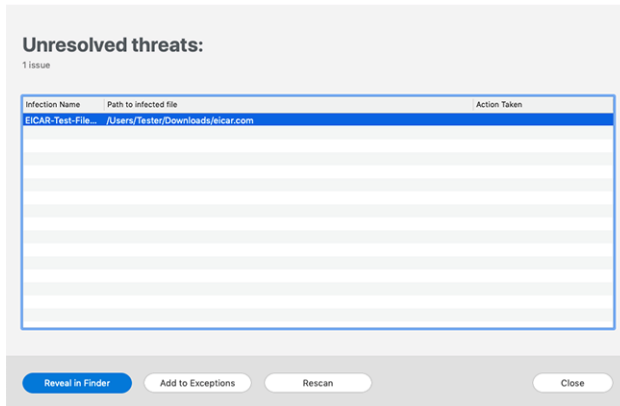 Unresolved threats:
1 issue
Infection Name Path to infected file Action Taken
EICAR-Test-File... /Users/Tester/Downloads/eicar.com
Reveal in Finder Add to Exceptions Rescan Close